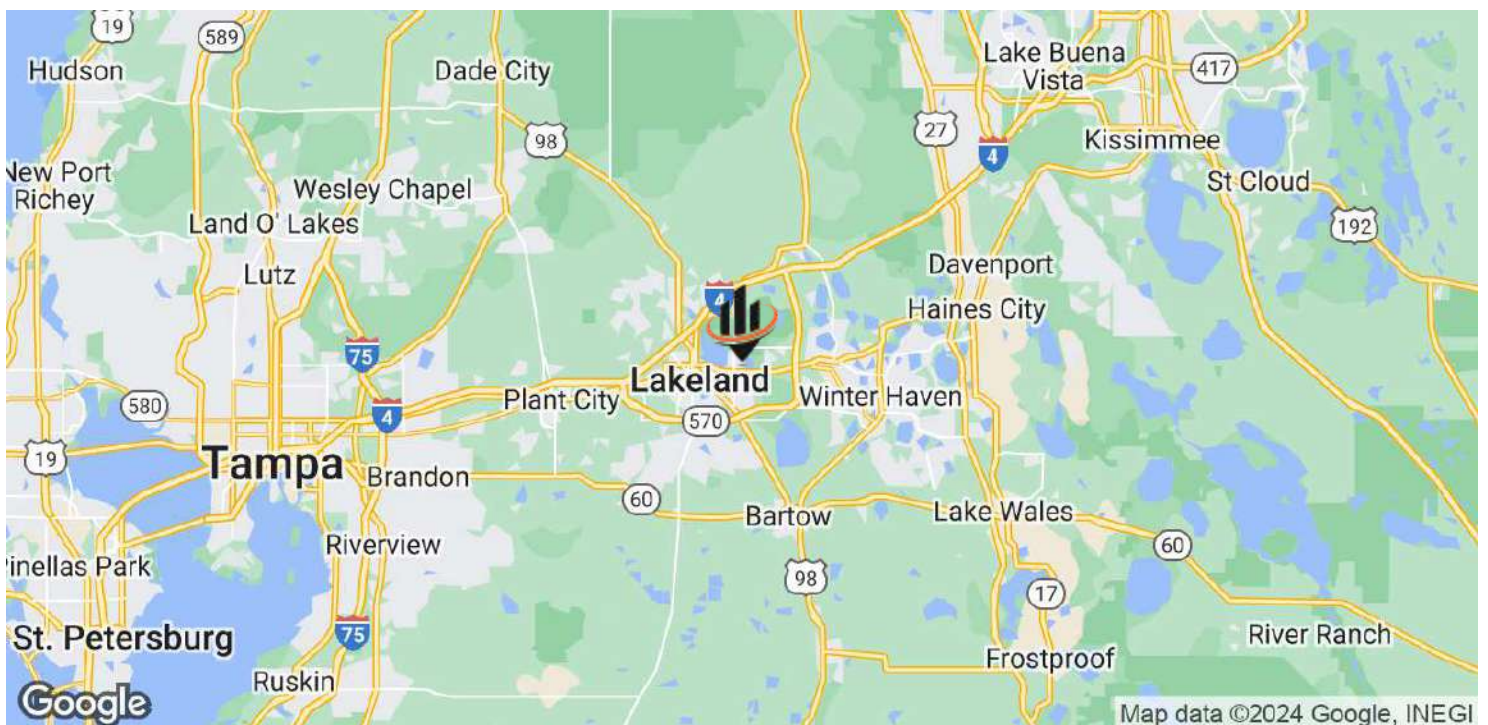 19
589
Hudson
Dade City
Lake Buena
Vista
417
98
27
4
Kissimmee
New Port
Richey
Wesley Chapel
St Cloud
Land O' Lakes
192
Lutz
Davenport
4
Haines City
75
Lakeland
Plant City
Winter Haven
580
4
570
19
Tampa
Brandon
60
Bartow
Lake Wales
Riverview
60
Pinellas Park
98
17
St. Petersburg
75
River Ranch
Frostproof
Ruskin
Google
Map data ©2024 Google, INEGI